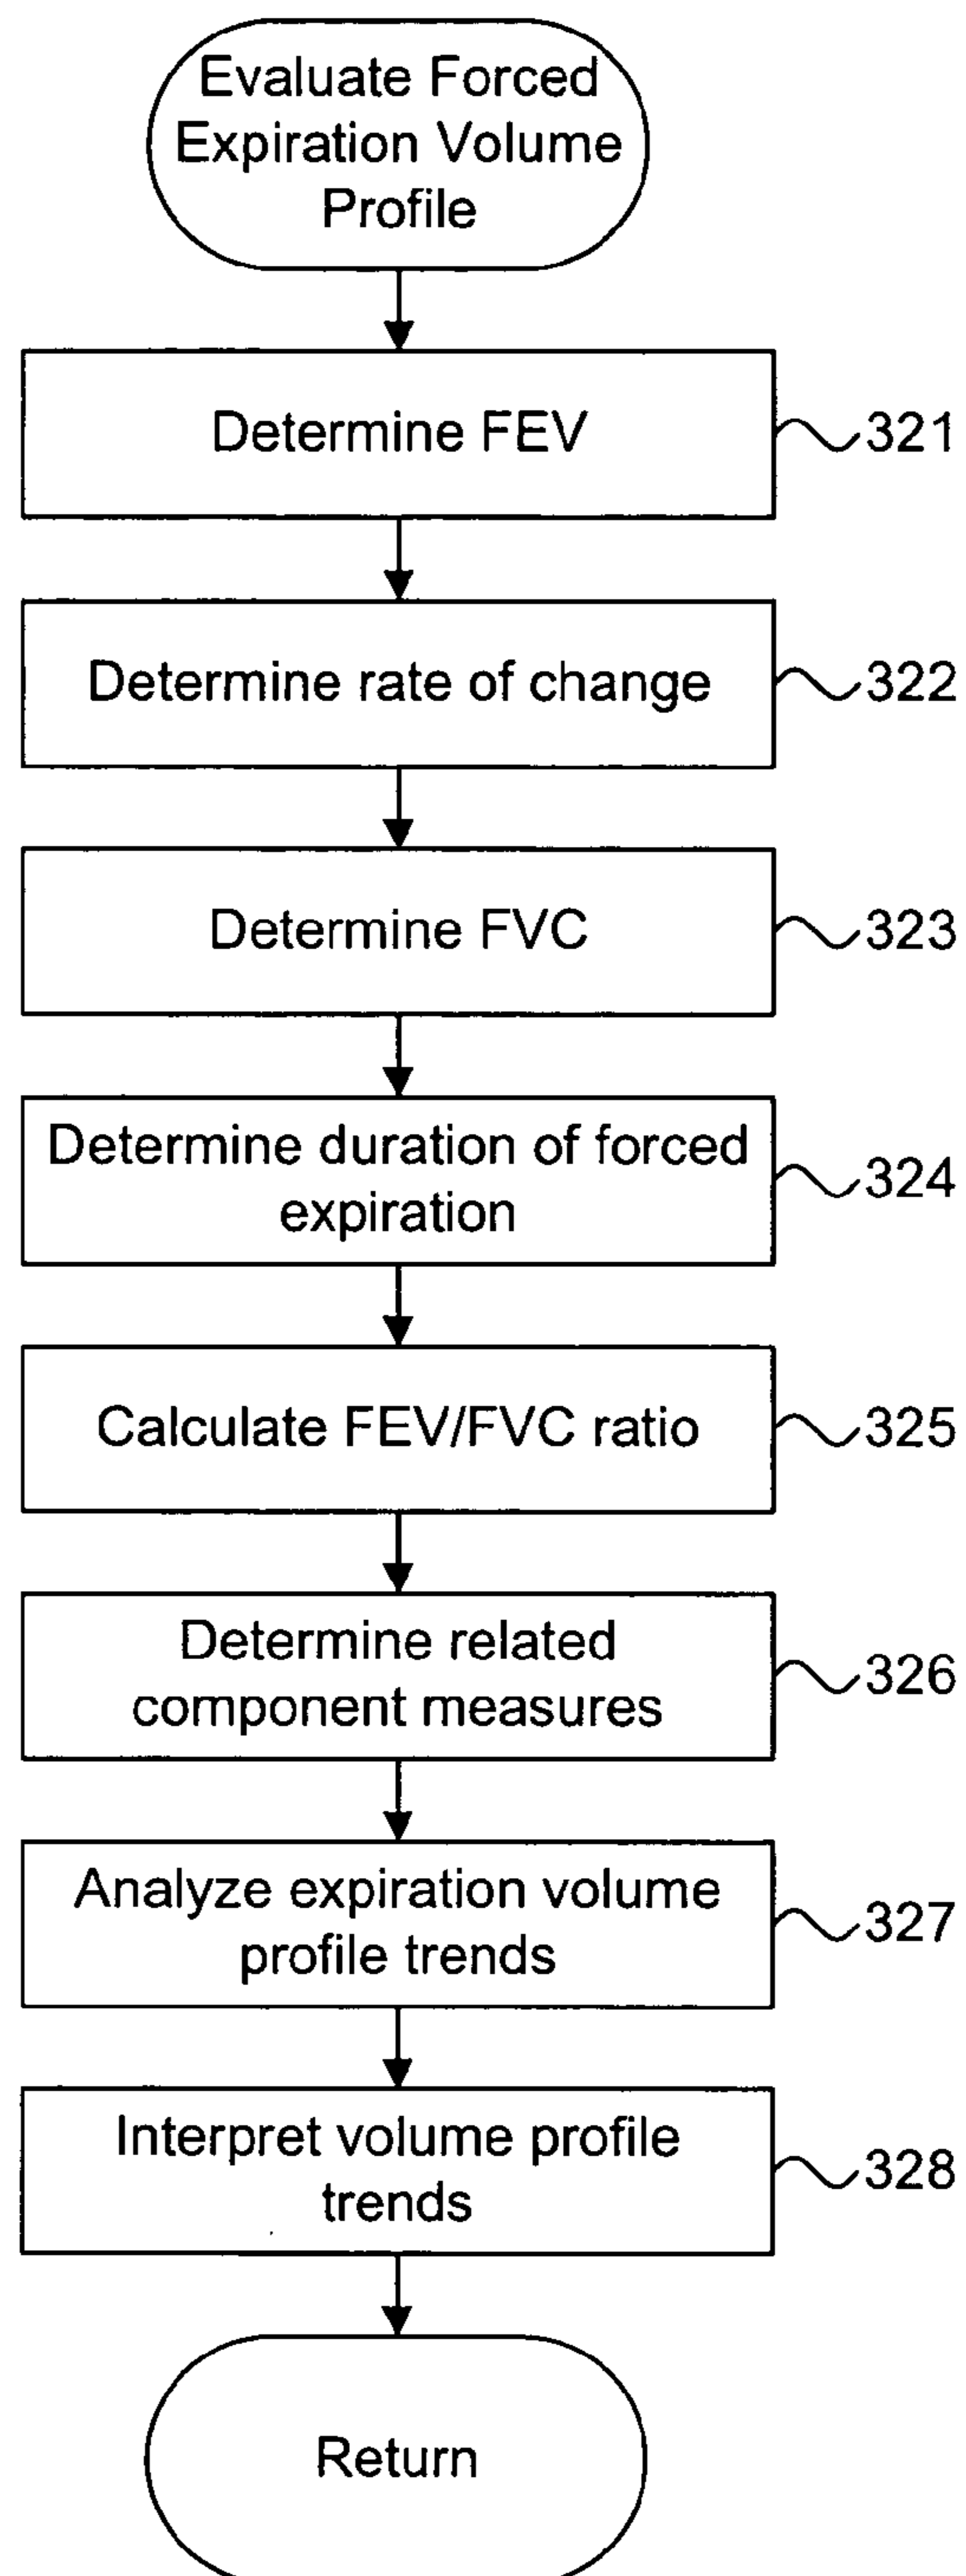 Evaluate Forced
Expiration Volume
Profile
Determine FEV
321
Determine rate of change
322
Determine FVC
323
Determine duration of forced
expiration
324
Calculate FEV/FVC ratio
325
Determine related
component measures
326
Analyze expiration volume
profile trends
327
Interpret volume profile
trends
328
Return